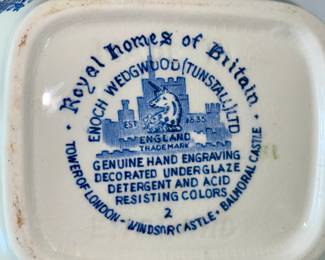 · Royal Homes of Britain ·
ENOCH WEDGWOOD (TUNSTALL) LTD
EST. 1835
ENGLAND
TRADEMARK
GENUINE HAND ENGRAVING
DECORATED UNDERGLAZE
DETERGENT AND ACID
RESISTING COLORS
2
TOWER OF LONDON · WINDSOR CASTLE · BALMORAL CASTLE